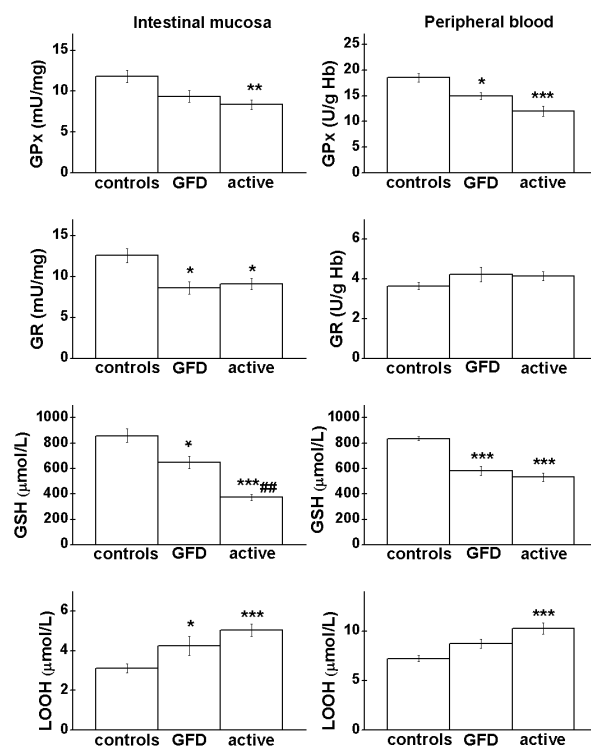 Intestinal mucosa
Peripheral blood
GPx (mU/mg)
15
10
5
0
**
controls GFD active
GPx (U/g Hb)
25
20
15
10
5
0
*
***
controls GFD active
GR (mU/mg)
15
10
5
0
*
*
controls GFD active
GR (U/g Hb)
6
4
2
0
controls GFD active
GSH (μmol/L)
1000
800
600
400
200
0
*
***##
controls GFD active
GSH (μmol/L)
1000
800
600
400
200
0
***
***
controls GFD active
LOOH (μmol/L)
6
4
2
0
*
***
controls GFD active
LOOH (μmol/L)
10
5
0
***
controls GFD active